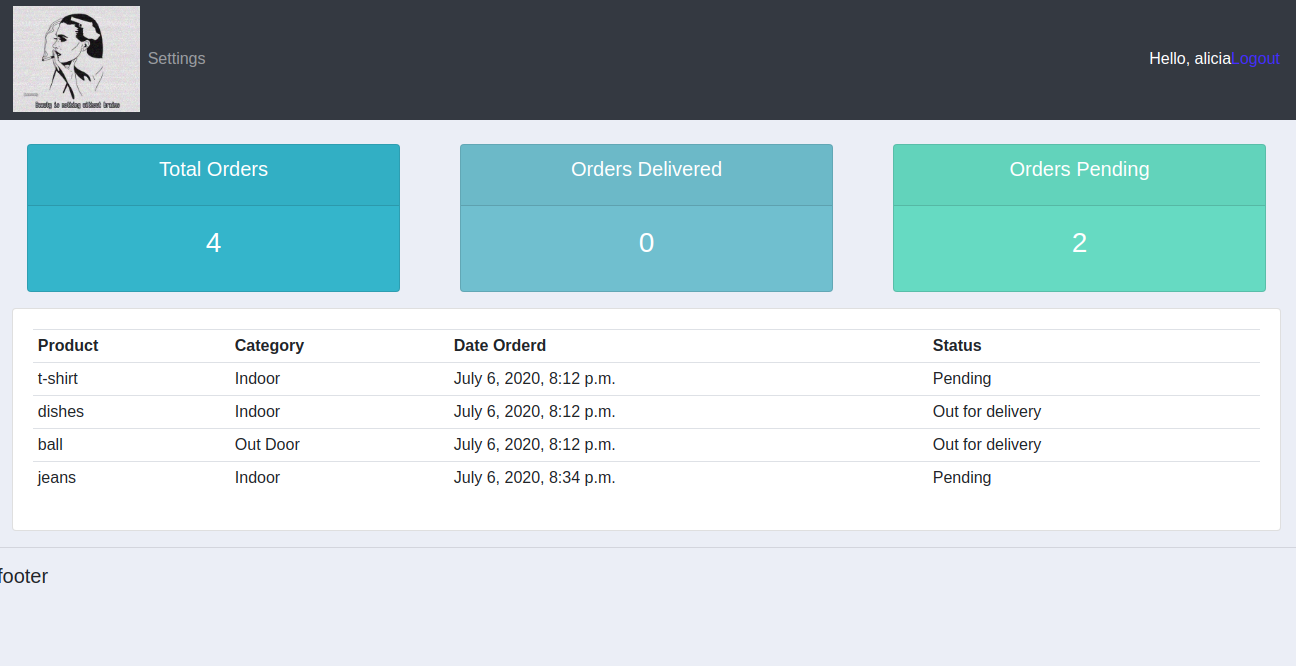 Beauty is nothing without brains
Settings
Hello, aliciaLogout
Total Orders
Orders Delivered
Orders Pending
4
0
2
Product Category Date Orderd Status
t-shirt Indoor July 6, 2020, 8:12 p.m. Pending
dishes Indoor July 6, 2020, 8:12 p.m. Out for delivery
ball Out Door July 6, 2020, 8:12 p.m. Out for delivery
jeans Indoor July 6, 2020, 8:34 p.m. Pending
footer